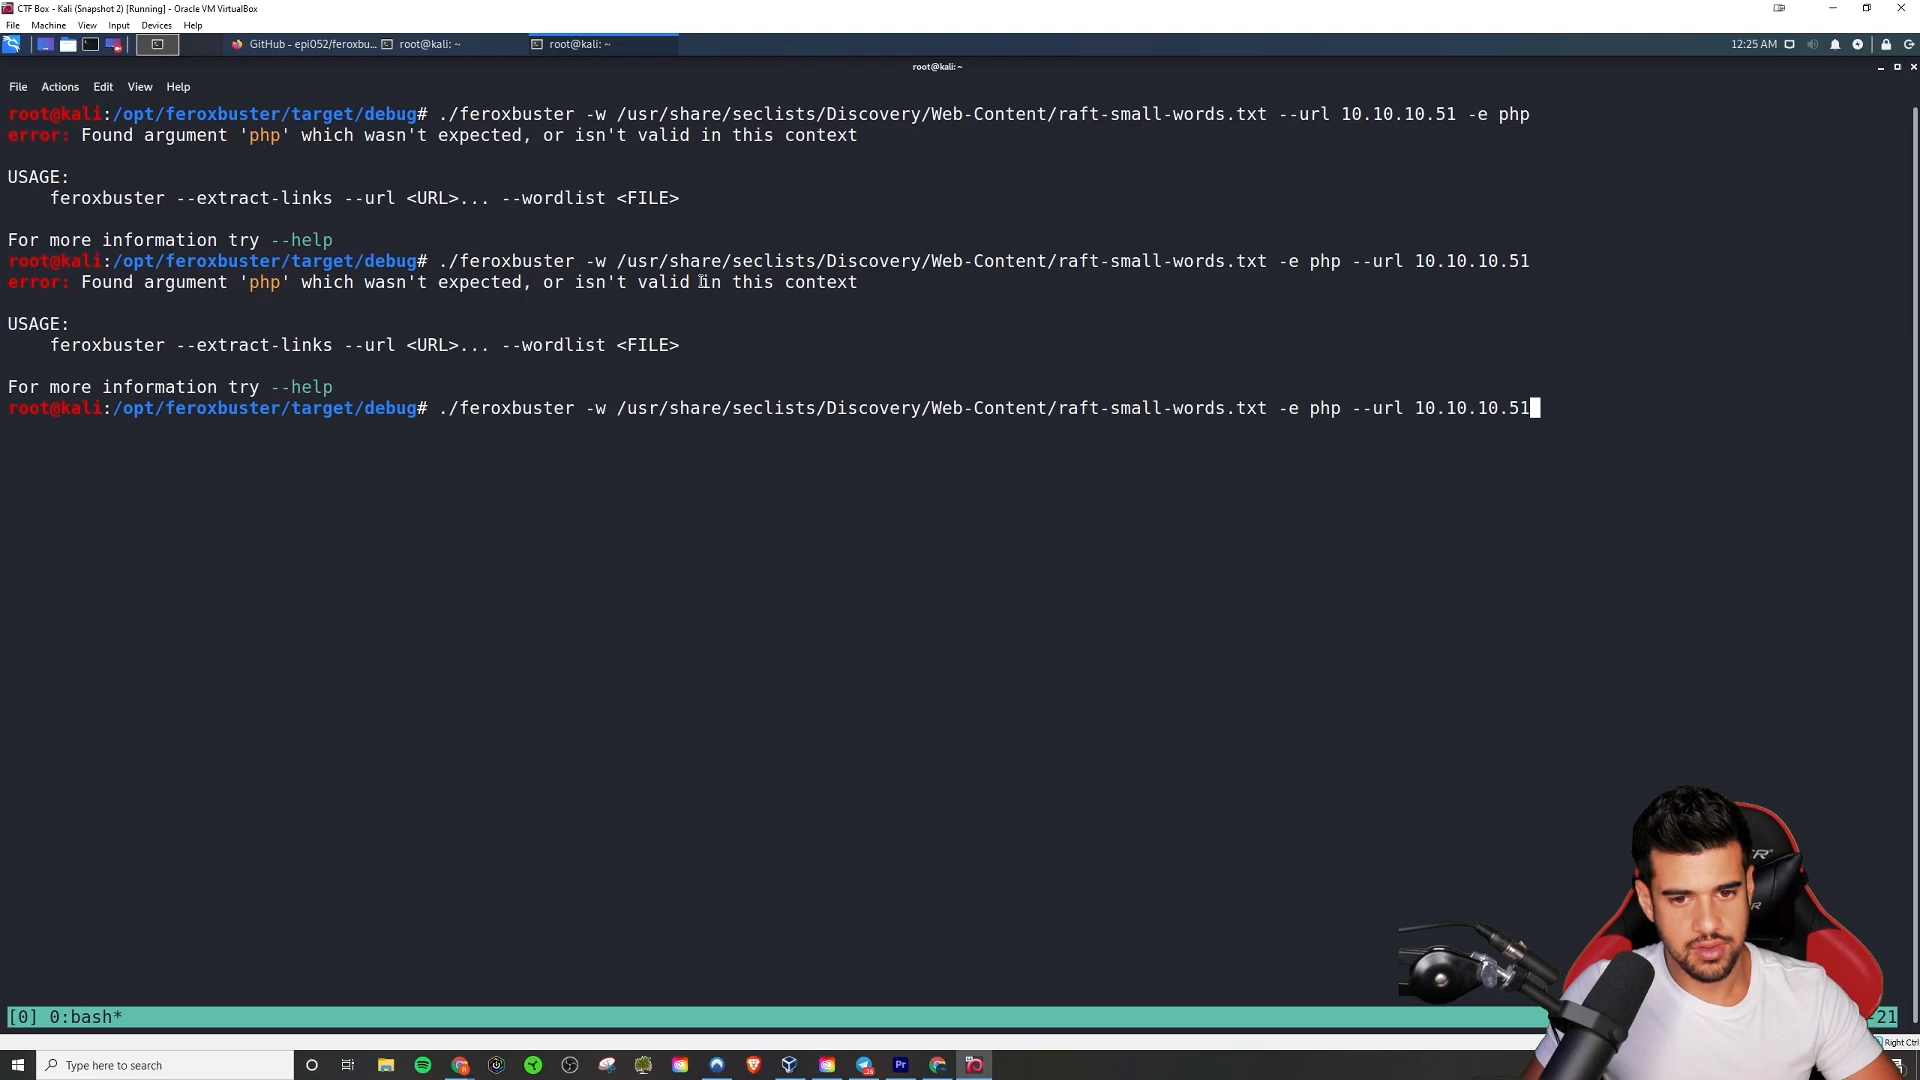 CTF Box - Kali (Snapshot 2) [Running] - Oracle VM VirtualBox
File Machine View Input Devices Help
GitHub - epi052/feroxbu... root@kali: ~ root@kali: ~ 12:25 AM
root@kali: ~
File Actions Edit View Help
root@kali:/opt/feroxbuster/target/debug# ./feroxbuster -w /usr/share/seclists/Discovery/Web-Content/raft-small-words.txt --url 10.10.10.51 -e php
error: Found argument 'php' which wasn't expected, or isn't valid in this context
USAGE:
feroxbuster --extract-links --url <URL>... --wordlist <FILE>
For more information try --help
root@kali:/opt/feroxbuster/target/debug# ./feroxbuster -w /usr/share/seclists/Discovery/Web-Content/raft-small-words.txt -e php --url 10.10.10.51
error: Found argument 'php' which wasn't expected, or isn't valid in this context
USAGE:
feroxbuster --extract-links --url <URL>... --wordlist <FILE>
For more information try --help
root@kali:/opt/feroxbuster/target/debug# ./feroxbuster -w /usr/share/seclists/Discovery/Web-Content/raft-small-words.txt -e php --url 10.10.10.51
[0] 0:bash* -21
Right Ctrl
Type here to search
Pr